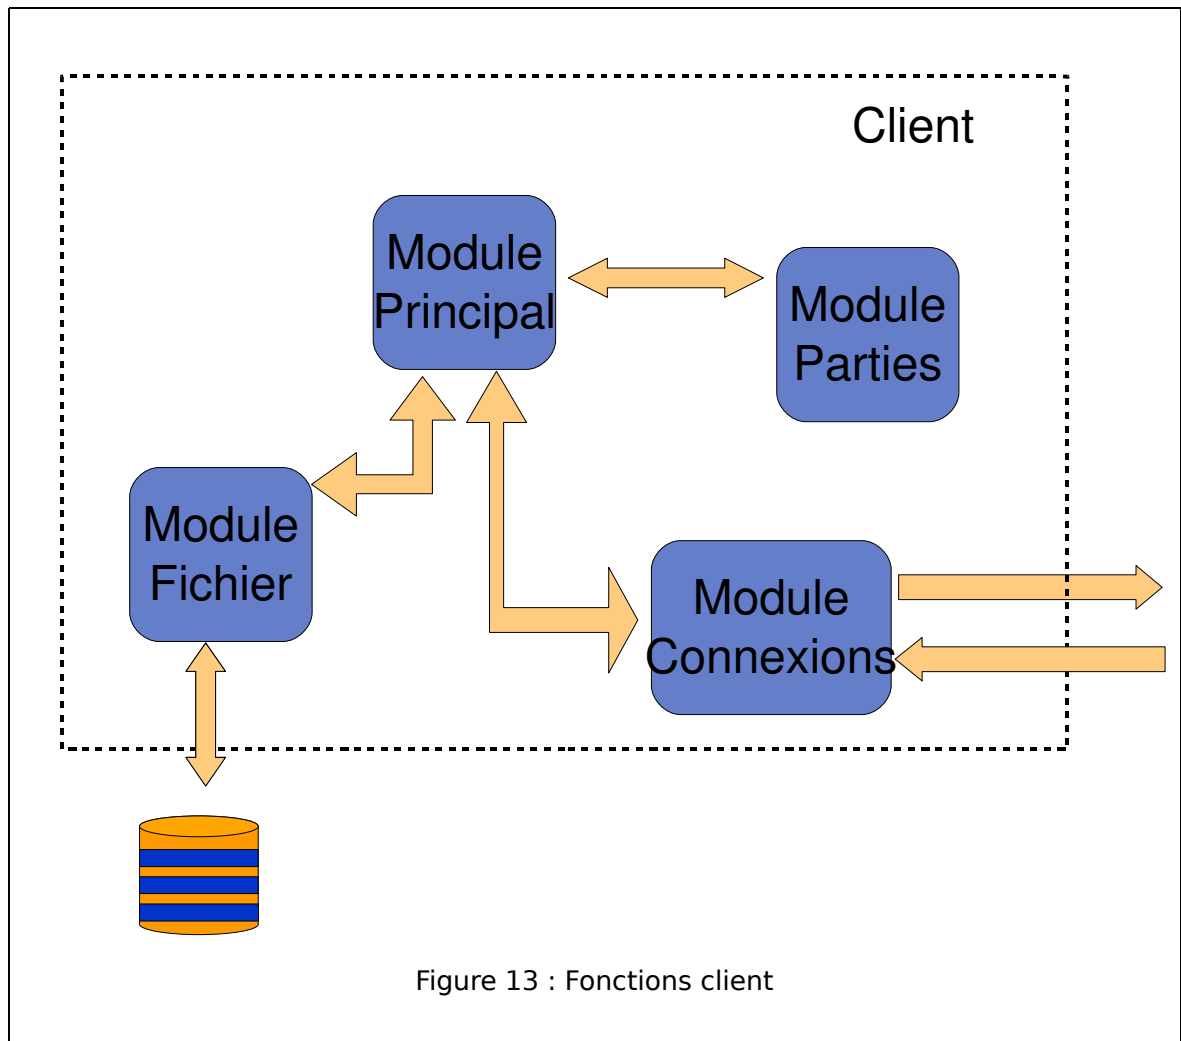 Client
Module
Principal
Module
Parties
Module
Fichier
Module
Connexions
Figure 13 : Fonctions client